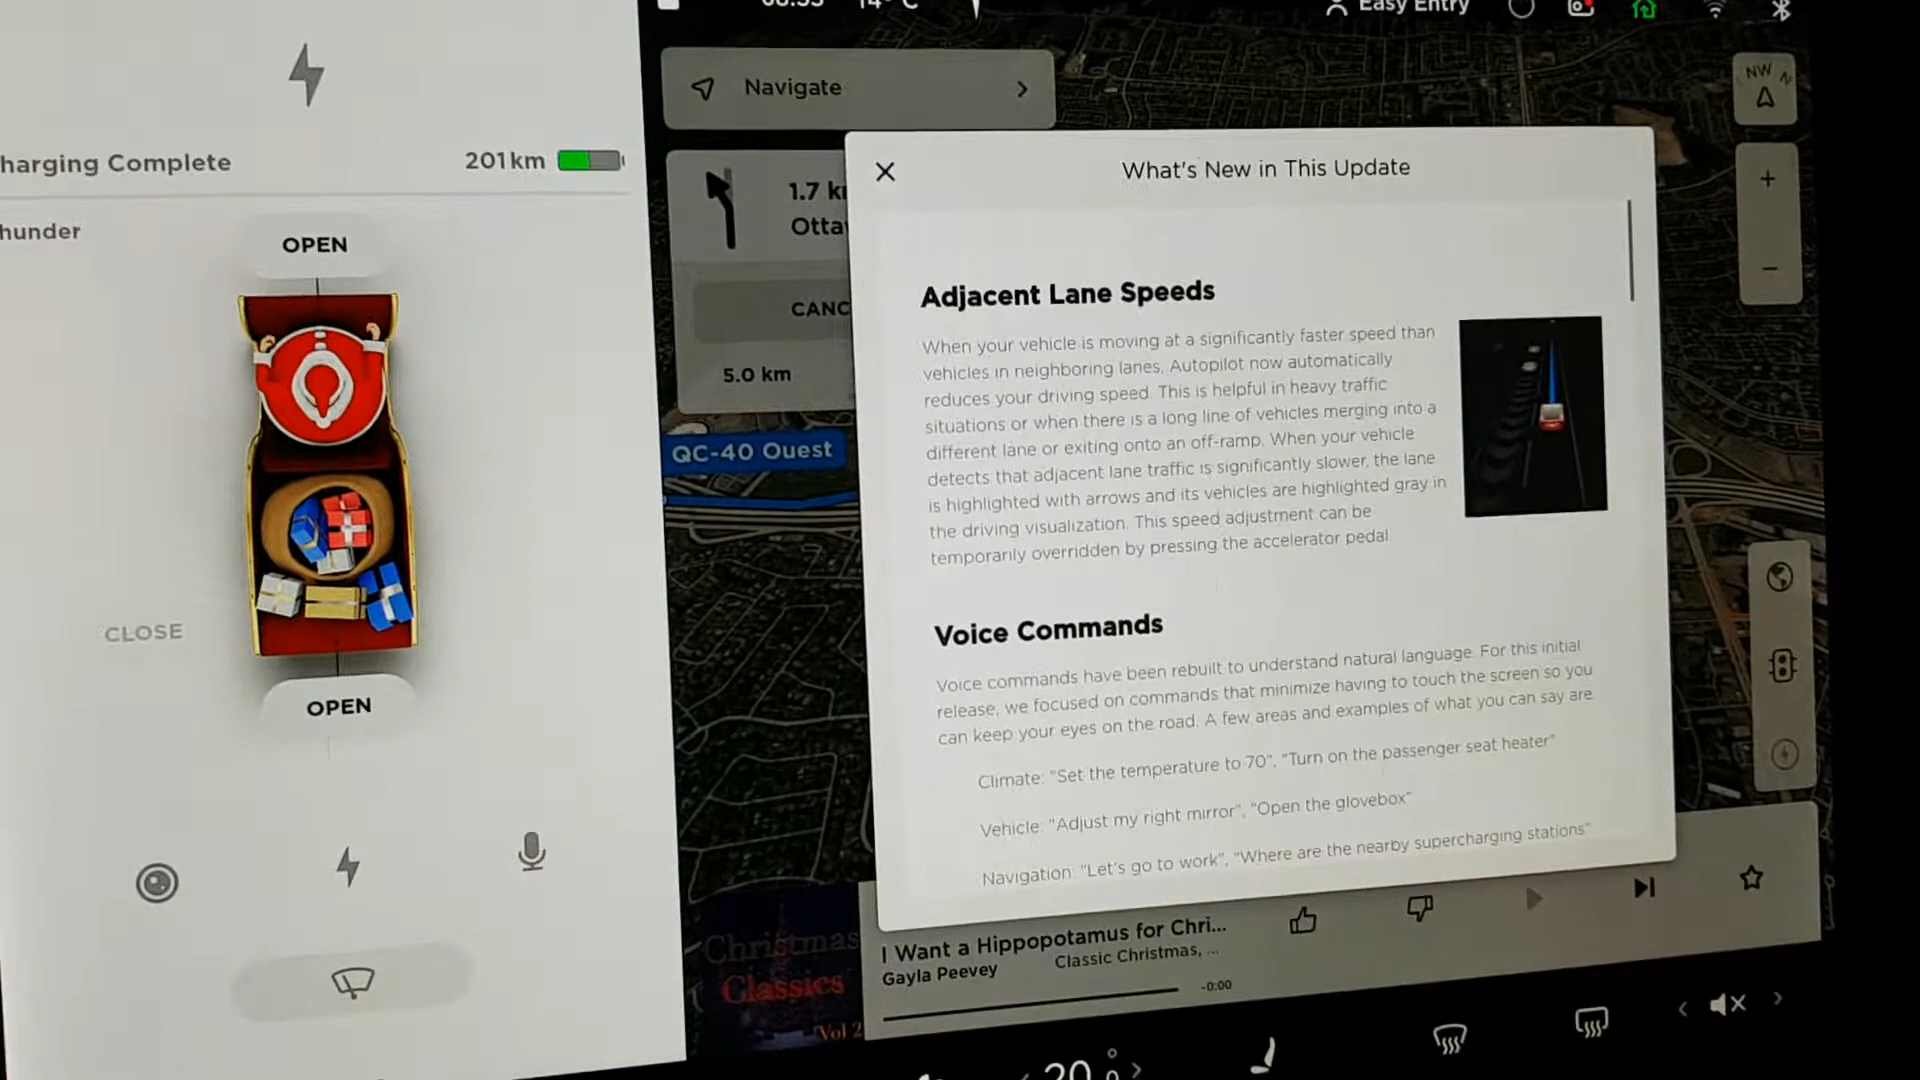 Easy Entry
Charging Complete
201 km
hunder
OPEN
CLOSE
OPEN
Navigate
NW N
1.7 k
Otta
CANC
5.0 km
QC-40 Ouest
What's New in This Update
Adjacent Lane Speeds
When your vehicle is moving at a significantly faster speed than
vehicles in neighboring lanes, Autopilot now automatically
reduces your driving speed. This is helpful in heavy traffic
situations or when there is a long line of vehicles merging into a
different lane or exiting onto an off-ramp. When your vehicle
detects that adjacent lane traffic is significantly slower, the lane
is highlighted with arrows and its vehicles are highlighted gray in
the driving visualization. This speed adjustment can be
temporarily overridden by pressing the accelerator pedal
Voice Commands
Voice commands have been rebuilt to understand natural language. For this initial
release, we focused on commands that minimize having to touch the screen so you
can keep your eyes on the road. A few areas and examples of what you can say are
Climate: "Set the temperature to 70", "Turn on the passenger seat heater"
Vehicle: "Adjust my right mirror", "Open the glovebox"
Navigation: "Let's go to work", "Where are the nearby supercharging stations"
Christmas
Classics
Vol 2
I Want a Hippopotamus for Chri...
Gayla Peevey
Classic Christmas, ...
-0:00
20